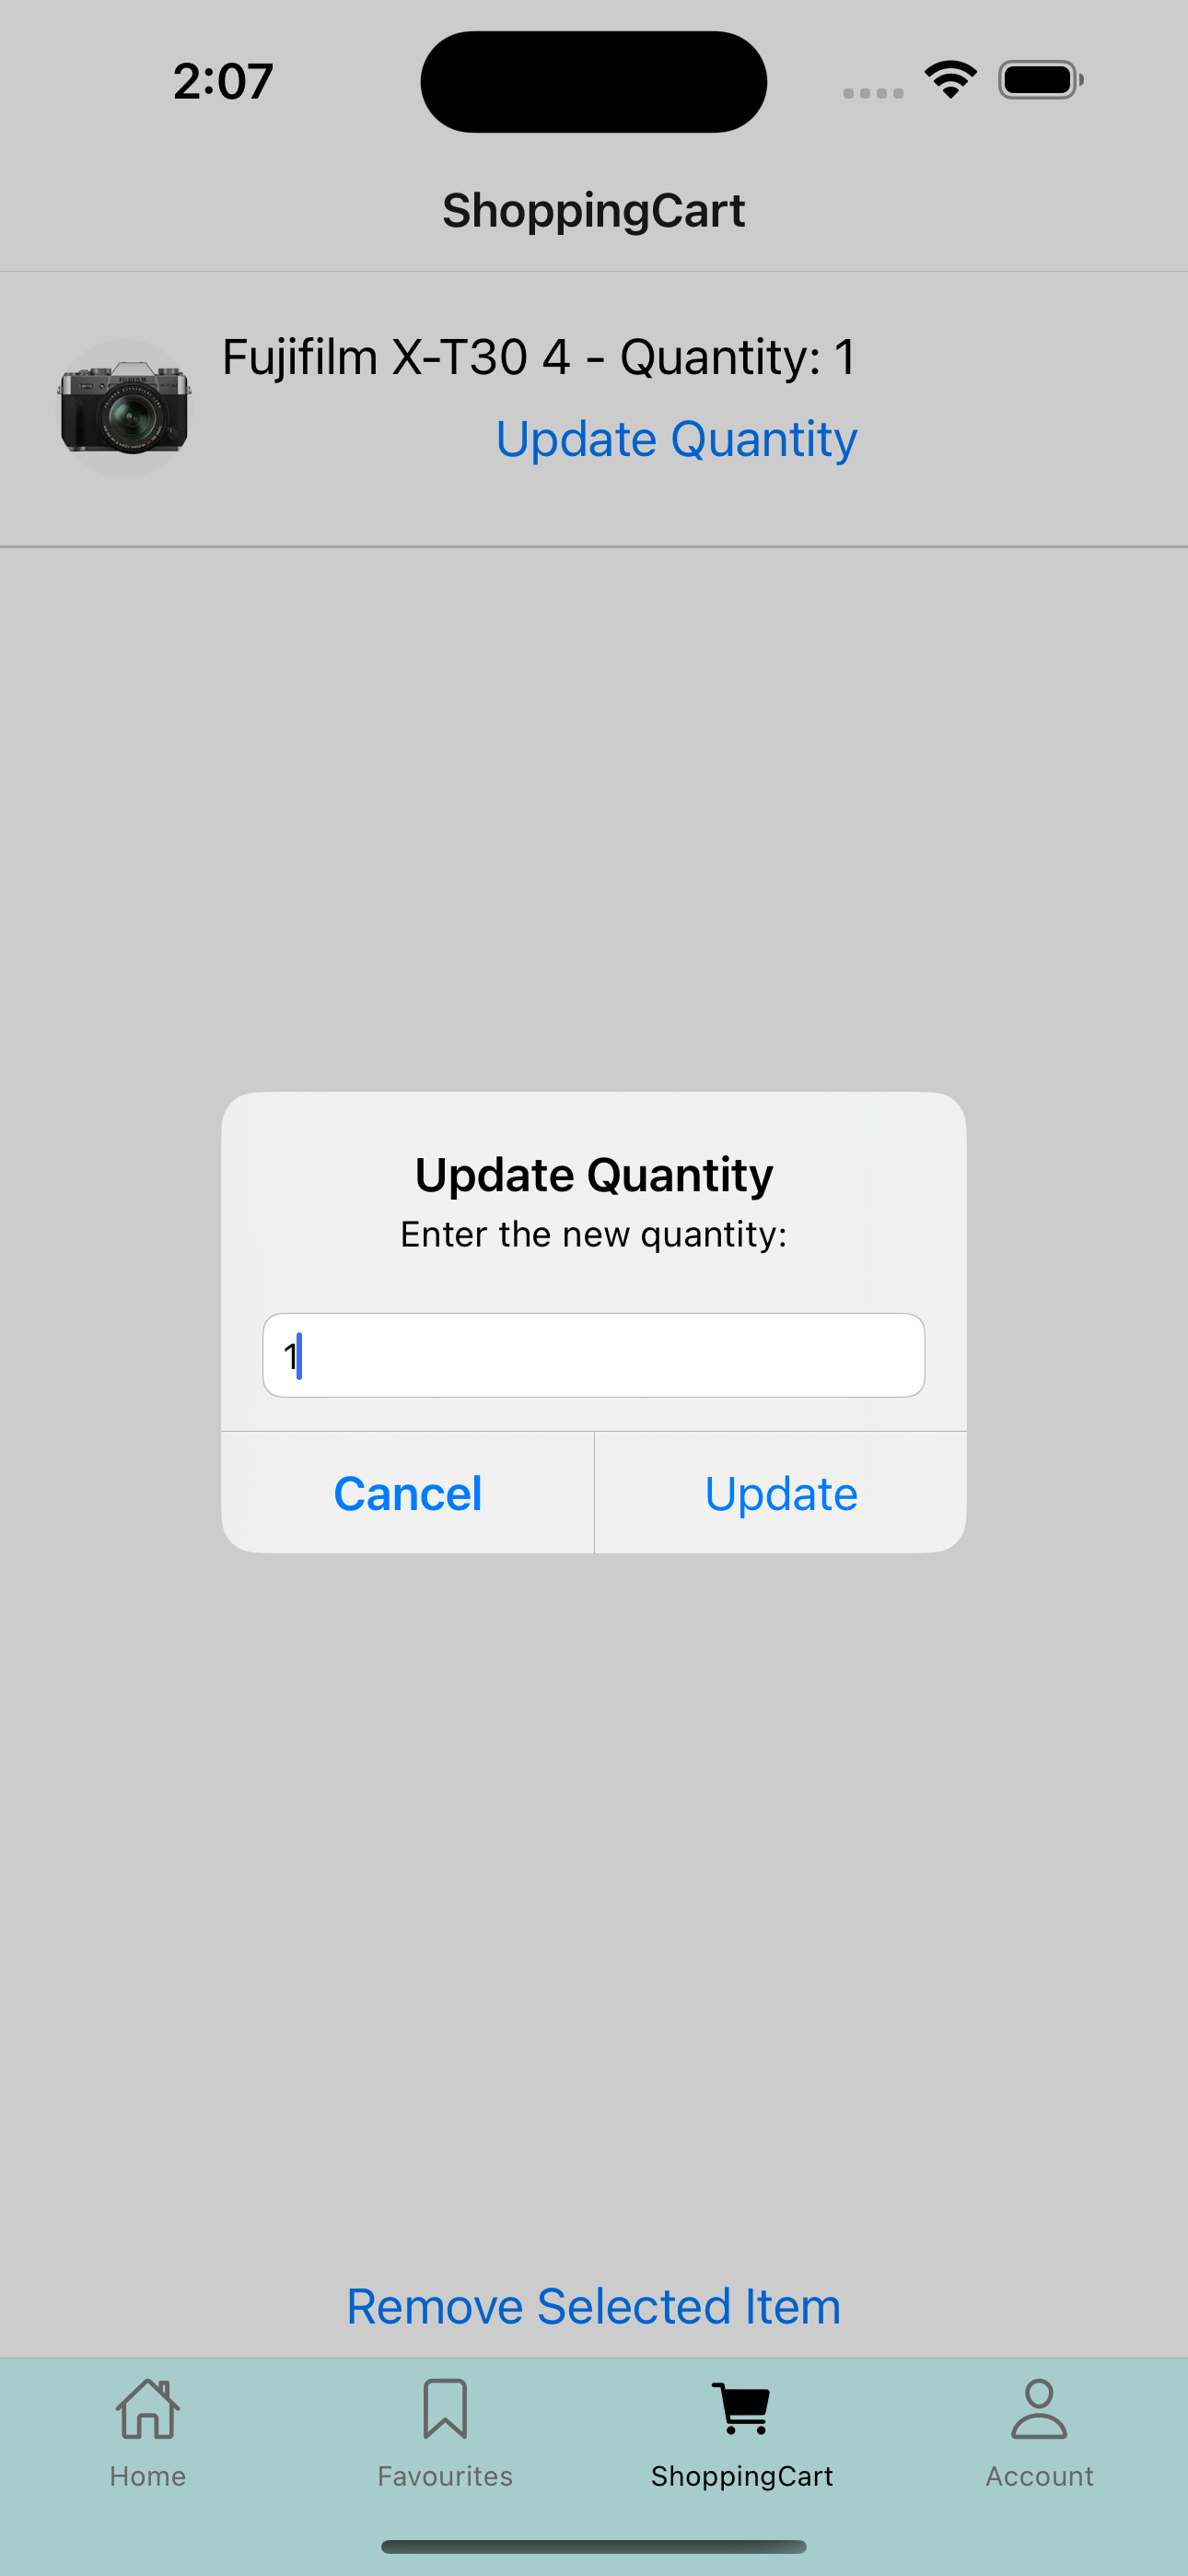 2:07
ShoppingCart
Fujifilm X-T30 4 - Quantity: 1
Update Quantity
Update Quantity
Enter the new quantity:
1
Cancel
Update
Remove Selected Item
Home
Favourites
ShoppingCart
Account